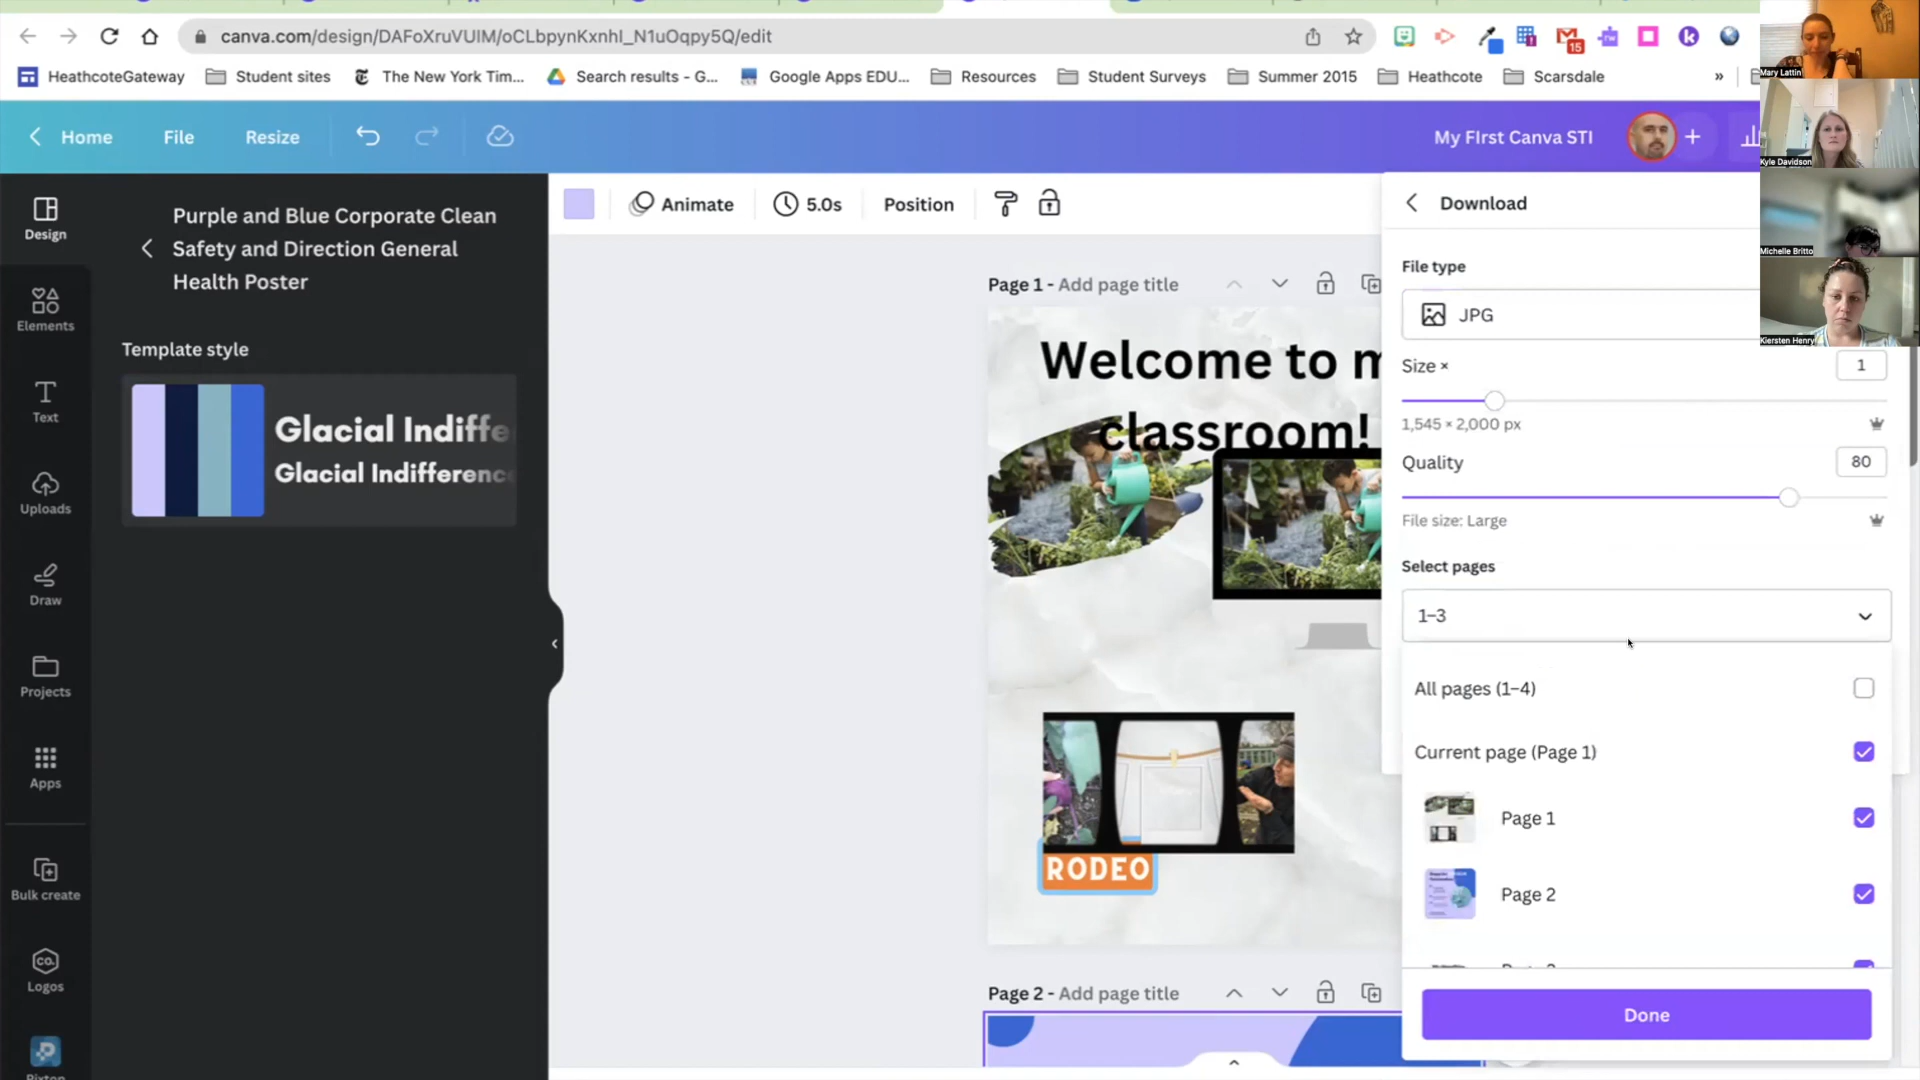 canva.com/design/DAFoXruVUIM/oCLbpynKxnhI_N1uOqpy5Q/edit
15
HeathcoteGateway
Student sites
The New York Tim...
Search results - G...
Google Apps EDU...
Resources
Student Surveys
Summer 2015
Heathcote
Scarsdale
»
Mary Lattin
Kyle Davidson
Michelle Britto
Kiersten Henry
Home
File
Resize
My FIrst Canva STI
Design
Elements
Text
Uploads
Draw
Projects
Apps
Bulk create
Logos
Purple and Blue Corporate Clean
Safety and Direction General
Health Poster
Template style
Glacial Indiffe
Glacial Indifferenc
Animate
5.0s
Position
Page 1 - Add page title
Welcome to m
classroom!
RODEO
Page 2 - Add page title
Download
File type
JPG
Size ×
1
1,545 × 2,000 px
Quality
80
File size: Large
Select pages
1–3
All pages (1–4)
Current page (Page 1)
Page 1
Page 2
Done